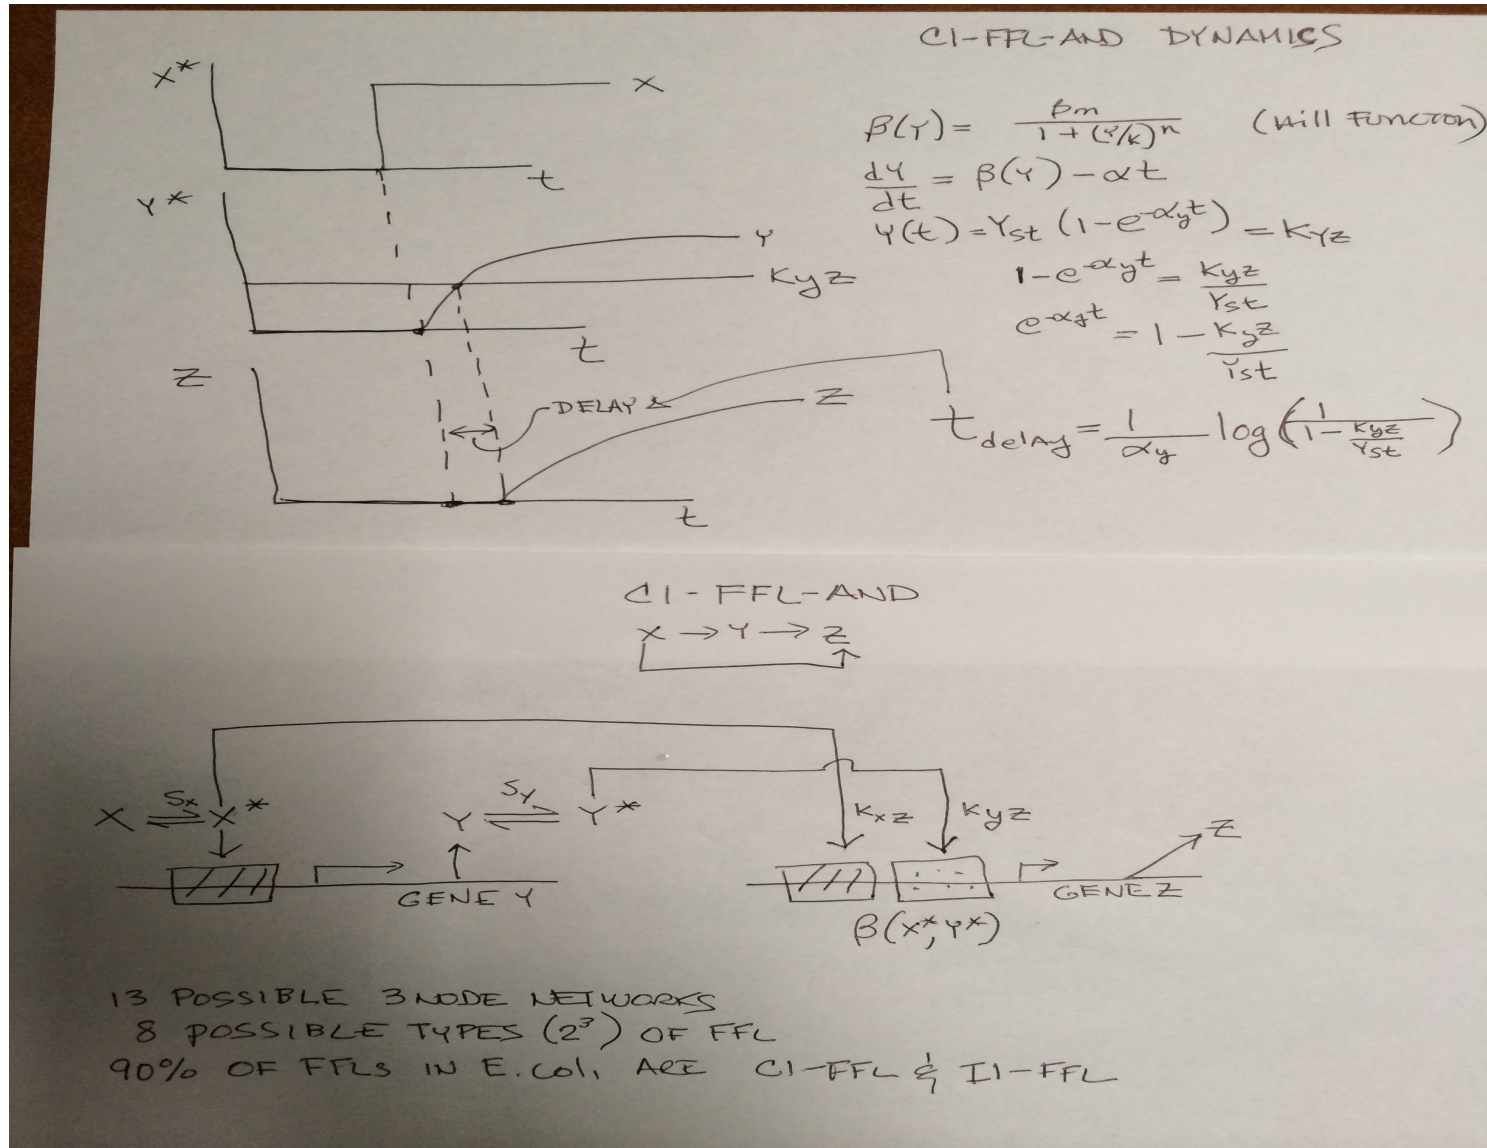 C1-FFL-AND DYNAMICS
X*
X
t
β(Y) = βm / 1 + (Y/K)^n (Hill Function)
dY/dt = β(Y) - αt
Y*
Y
Kyz
t
Y(t) = Yst (1 - e^-αyt) = KYZ
1 - e^-αyt = Kyz / Yst
e^-αyt = 1 - Kyz / Yst
Z
DELAY
Z
t
t delay = 1/αy log (1 / 1 - Kyz/Yst)
C1-FFL-AND
X → Y → Z
X ⇌ X*
Sx
Y ⇌ Y*
Sy
Kxz
Kyz
Z
GENE Y
GENE Z
β(X*, Y*)
13 POSSIBLE 3 NODE NETWORKS
8 POSSIBLE TYPES (2³) OF FFL
90% OF FFLS IN E. coli ARE C1-FFL & I1-FFL